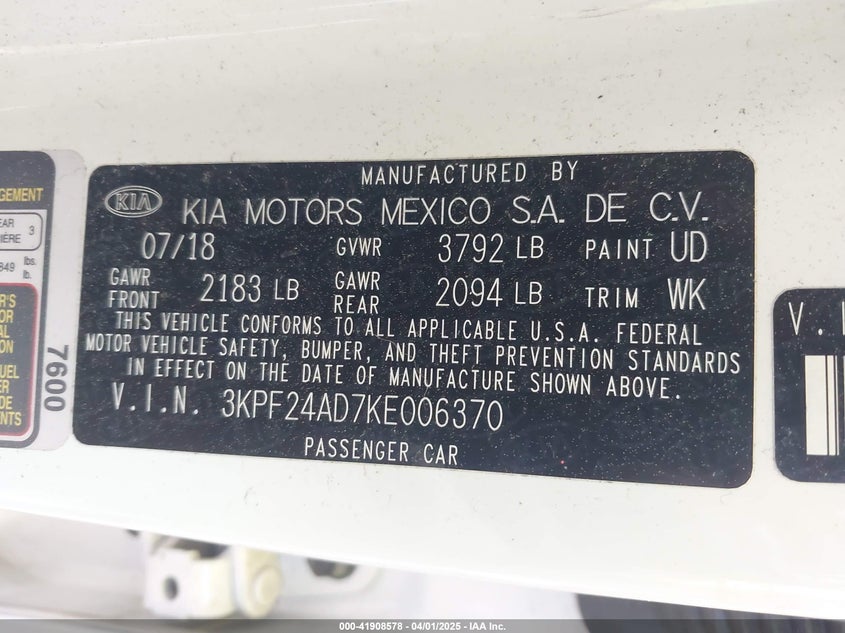 MANUFACTURED BY
KIA KIA MOTORS MEXICO S.A. DE C.V.
07/18 GVWR 3792 LB PAINT UD
GAWR FRONT 2183 LB GAWR REAR 2094 LB TRIM WK
THIS VEHICLE CONFORMS TO ALL APPLICABLE U.S.A. FEDERAL
MOTOR VEHICLE SAFETY, BUMPER, AND THEFT PREVENTION STANDARDS
IN EFFECT ON THE DATE OF MANUFACTURE SHOWN ABOVE.
V.I.N. 3KPF24AD7KE006370
PASSENGER CAR
7600
3
lbs.
lb.
V.I
000-41908578 - 04/01/2025 - IAA Inc.